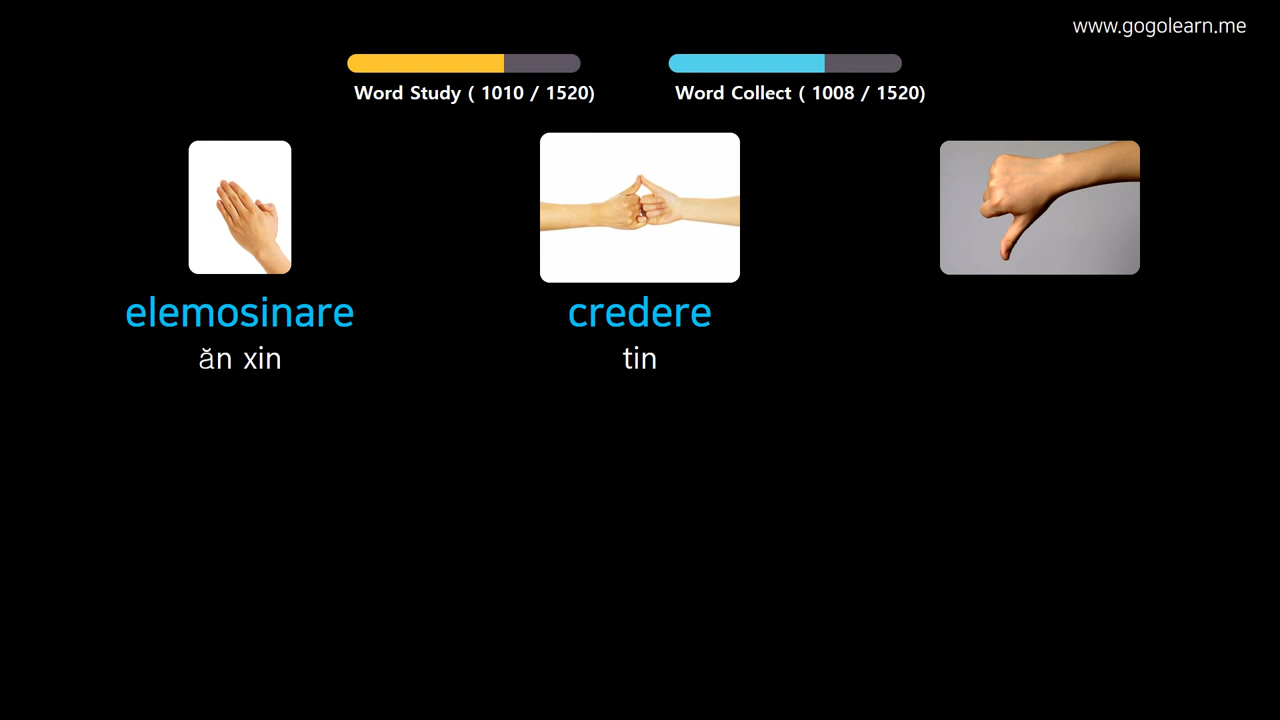 www.gogolearn.me
Word Study ( 1010 / 1520)
Word Collect ( 1008 / 1520)
elemosinare
credere
ăn xin
tin